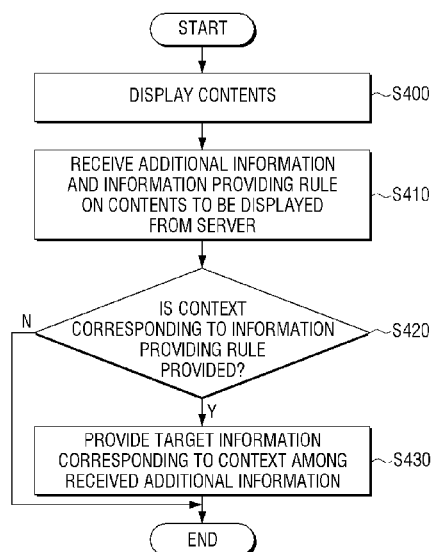 START
DISPLAY CONTENTS
S400
RECEIVE ADDITIONAL INFORMATION
AND INFORMATION PROVIDING RULE
ON CONTENTS TO BE DISPLAYED
FROM SERVER
S410
IS CONTEXT
CORRESPONDING TO INFORMATION
PROVIDING RULE
PROVIDED?
S420
N
Y
PROVIDE TARGET INFORMATION
CORRESPONDING TO CONTEXT AMONG
RECEIVED ADDITIONAL INFORMATION
S430
END